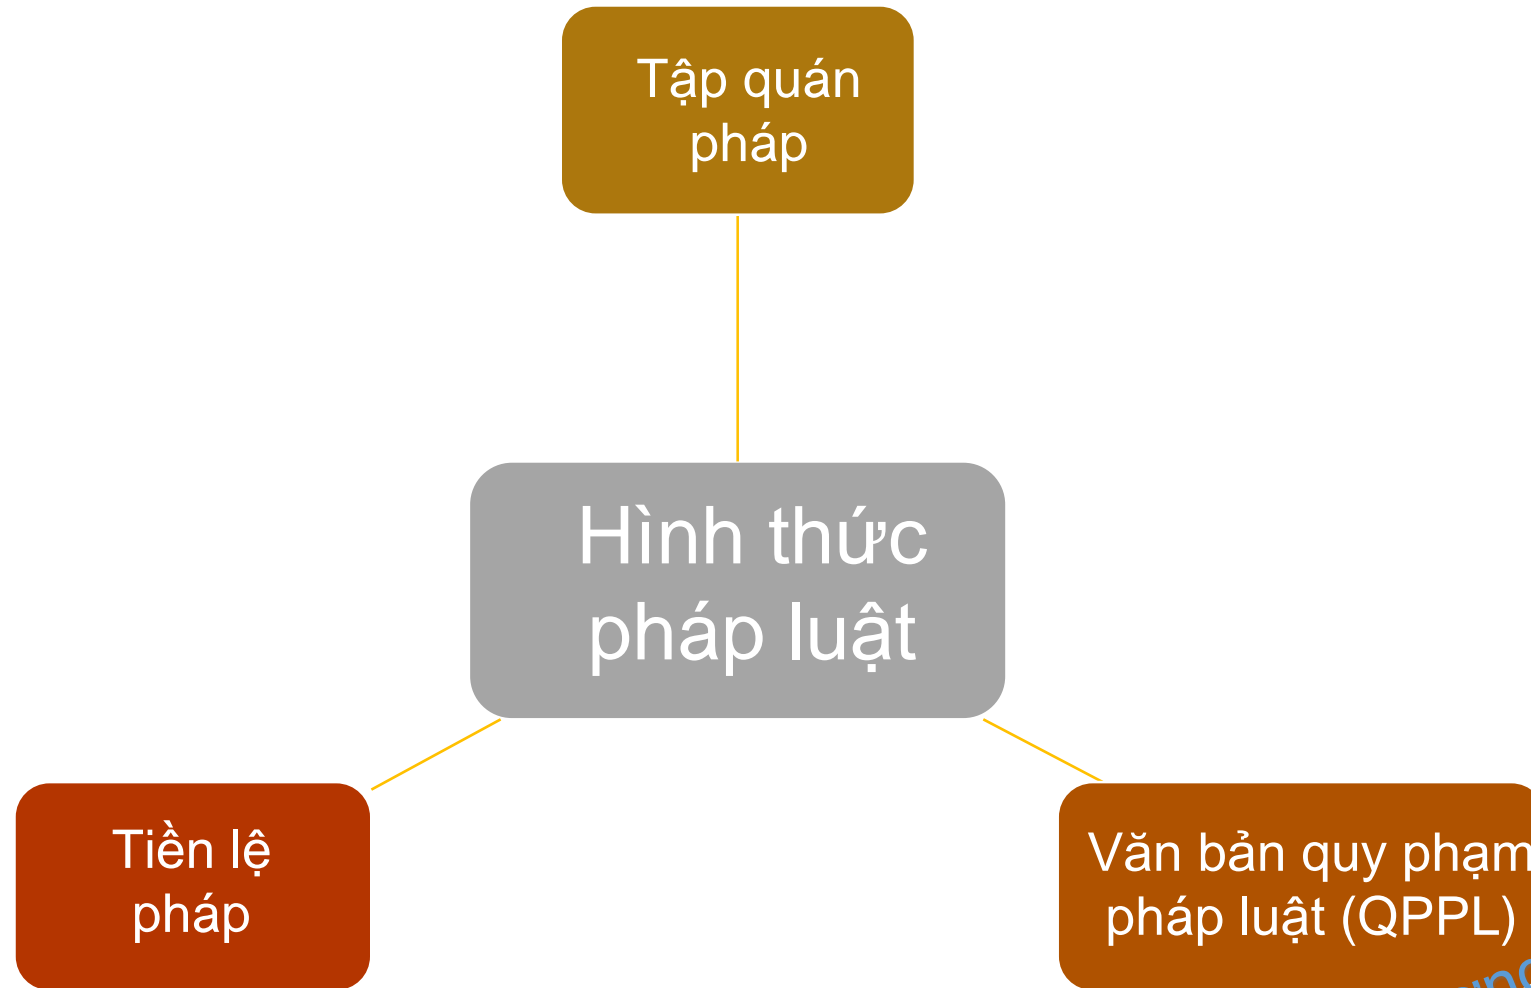 Tập quán
pháp
Hình thức
pháp luật
Tiền lệ
pháp
Văn bản quy phạm
pháp luật (QPPL)